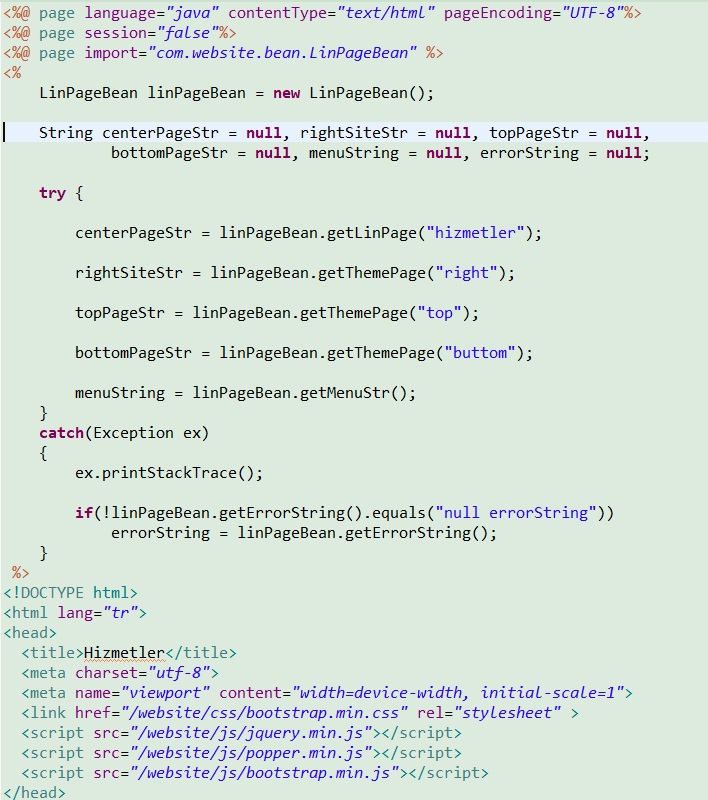 <%@ page language="java" contentType="text/html" pageEncoding="UTF-8"%>
<%@ page session="false"%>
<%@ page import="com.website.bean.LinPageBean" %>
<%
    LinPageBean linPageBean = new LinPageBean();

    String centerPageStr = null, rightSiteStr = null, topPageStr = null,
            bottomPageStr = null, menuString = null, errorString = null;

    try {

        centerPageStr = linPageBean.getLinPage("hizmetler");

        rightSiteStr = linPageBean.getThemePage("right");

        topPageStr = linPageBean.getThemePage("top");

        bottomPageStr = linPageBean.getThemePage("buttom");

        menuString = linPageBean.getMenuStr();
    }
    catch(Exception ex)
    {
        ex.printStackTrace();

        if(!linPageBean.getErrorString().equals("null errorString"))
            errorString = linPageBean.getErrorString();
    }
 %>
<!DOCTYPE html>
<html lang="tr">
<head>
  <title>Hizmetler</title>
  <meta charset="utf-8">
  <meta name="viewport" content="width=device-width, initial-scale=1">
  <link href="/website/css/bootstrap.min.css" rel="stylesheet" >
  <script src="/website/js/jquery.min.js"></script>
  <script src="/website/js/popper.min.js"></script>
  <script src="/website/js/bootstrap.min.js"></script>
</head>